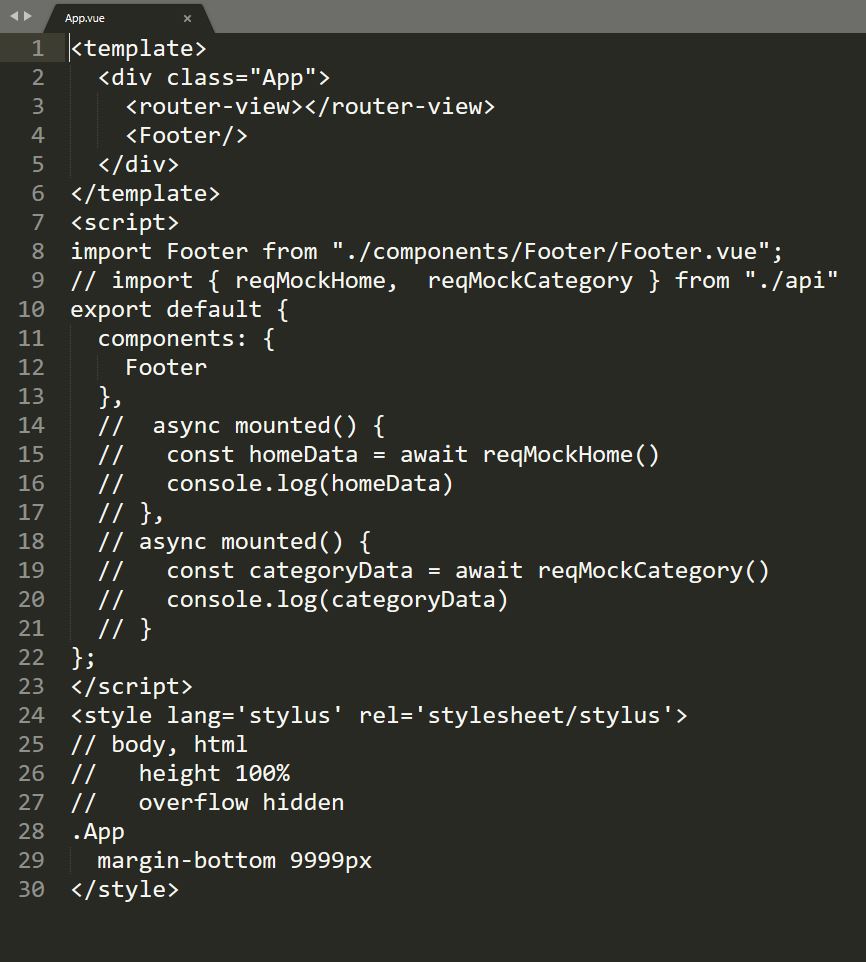 App.vue ×
1 <template>
2   <div class="App">
3     <router-view></router-view>
4     <Footer/>
5   </div>
6 </template>
7 <script>
8 import Footer from "./components/Footer/Footer.vue";
9 // import { reqMockHome,  reqMockCategory } from "./api"
10 export default {
11   components: {
12     Footer
13   },
14   //  async mounted() {
15   //   const homeData = await reqMockHome()
16   //   console.log(homeData)
17   // },
18   // async mounted() {
19   //   const categoryData = await reqMockCategory()
20   //   console.log(categoryData)
21   // }
22 };
23 </script>
24 <style lang='stylus' rel='stylesheet/stylus'>
25 // body, html
26 //   height 100%
27 //   overflow hidden
28 .App
29   margin-bottom 9999px
30 </style>